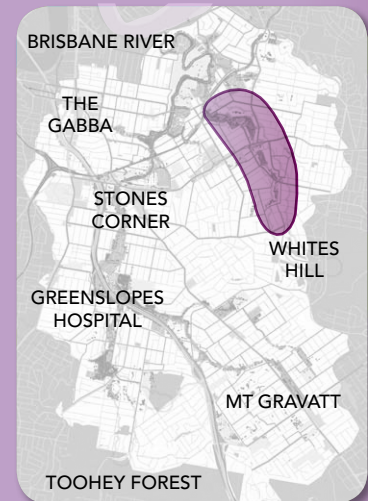 BRISBANE RIVER
THE
GABBA
STONES
CORNER
WHITES
HILL
GREENSLOPES
HOSPITAL
MT GRAVATT
TOOHEY FOREST